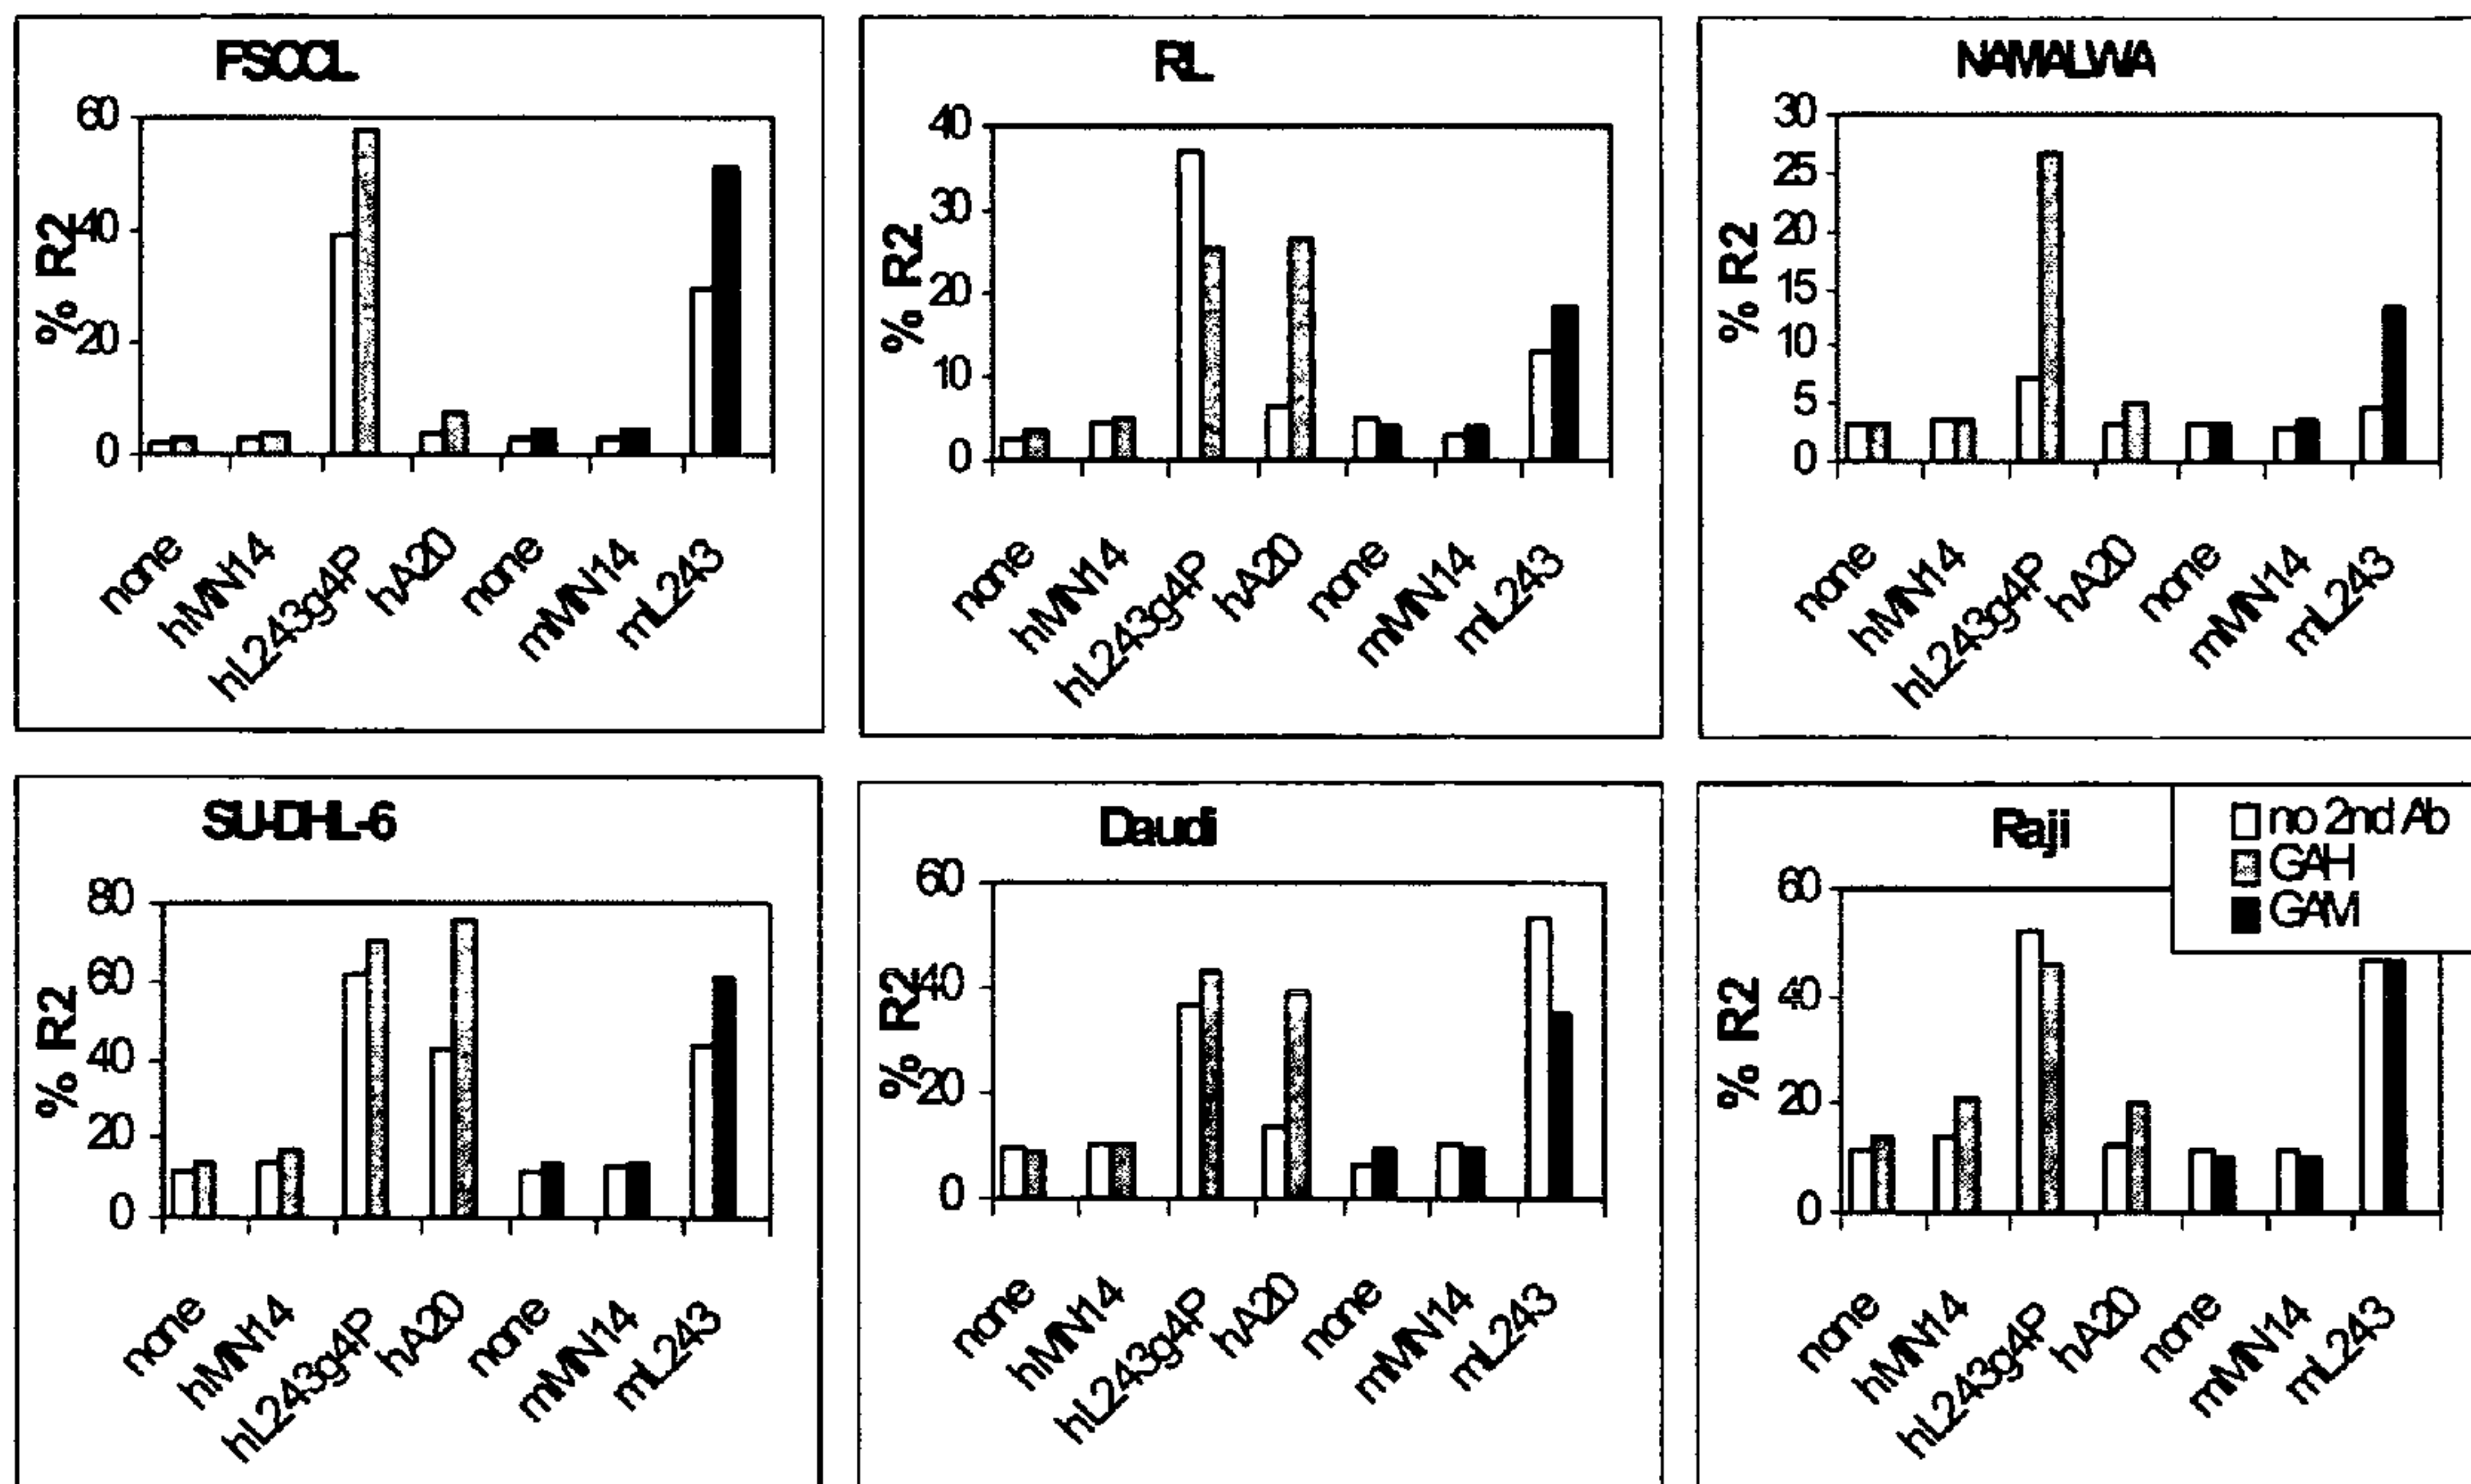 FSCCL
60
40
20
0
% R2
none
hMN14
hL243g4P
hA20
none
mMN14
mL243
RL
40
30
20
10
0
% R2
none
hMN14
hL243g4P
hA20
none
mMN14
mL243
NAMALWA
30
25
20
15
10
5
0
% R2
none
hMN14
hL243g4P
hA20
none
mMN14
mL243
SU-DHL-6
80
60
40
20
0
% R2
none
hMN14
hL243g4P
hA20
none
mMN14
mL243
Daudi
60
40
20
0
% R2
none
hMN14
hL243g4P
hA20
none
mMN14
mL243
Raji
no 2nd Ab
GAH
GAM
60
40
20
0
% R2
none
hMN14
hL243g4P
hA20
none
mMN14
mL243